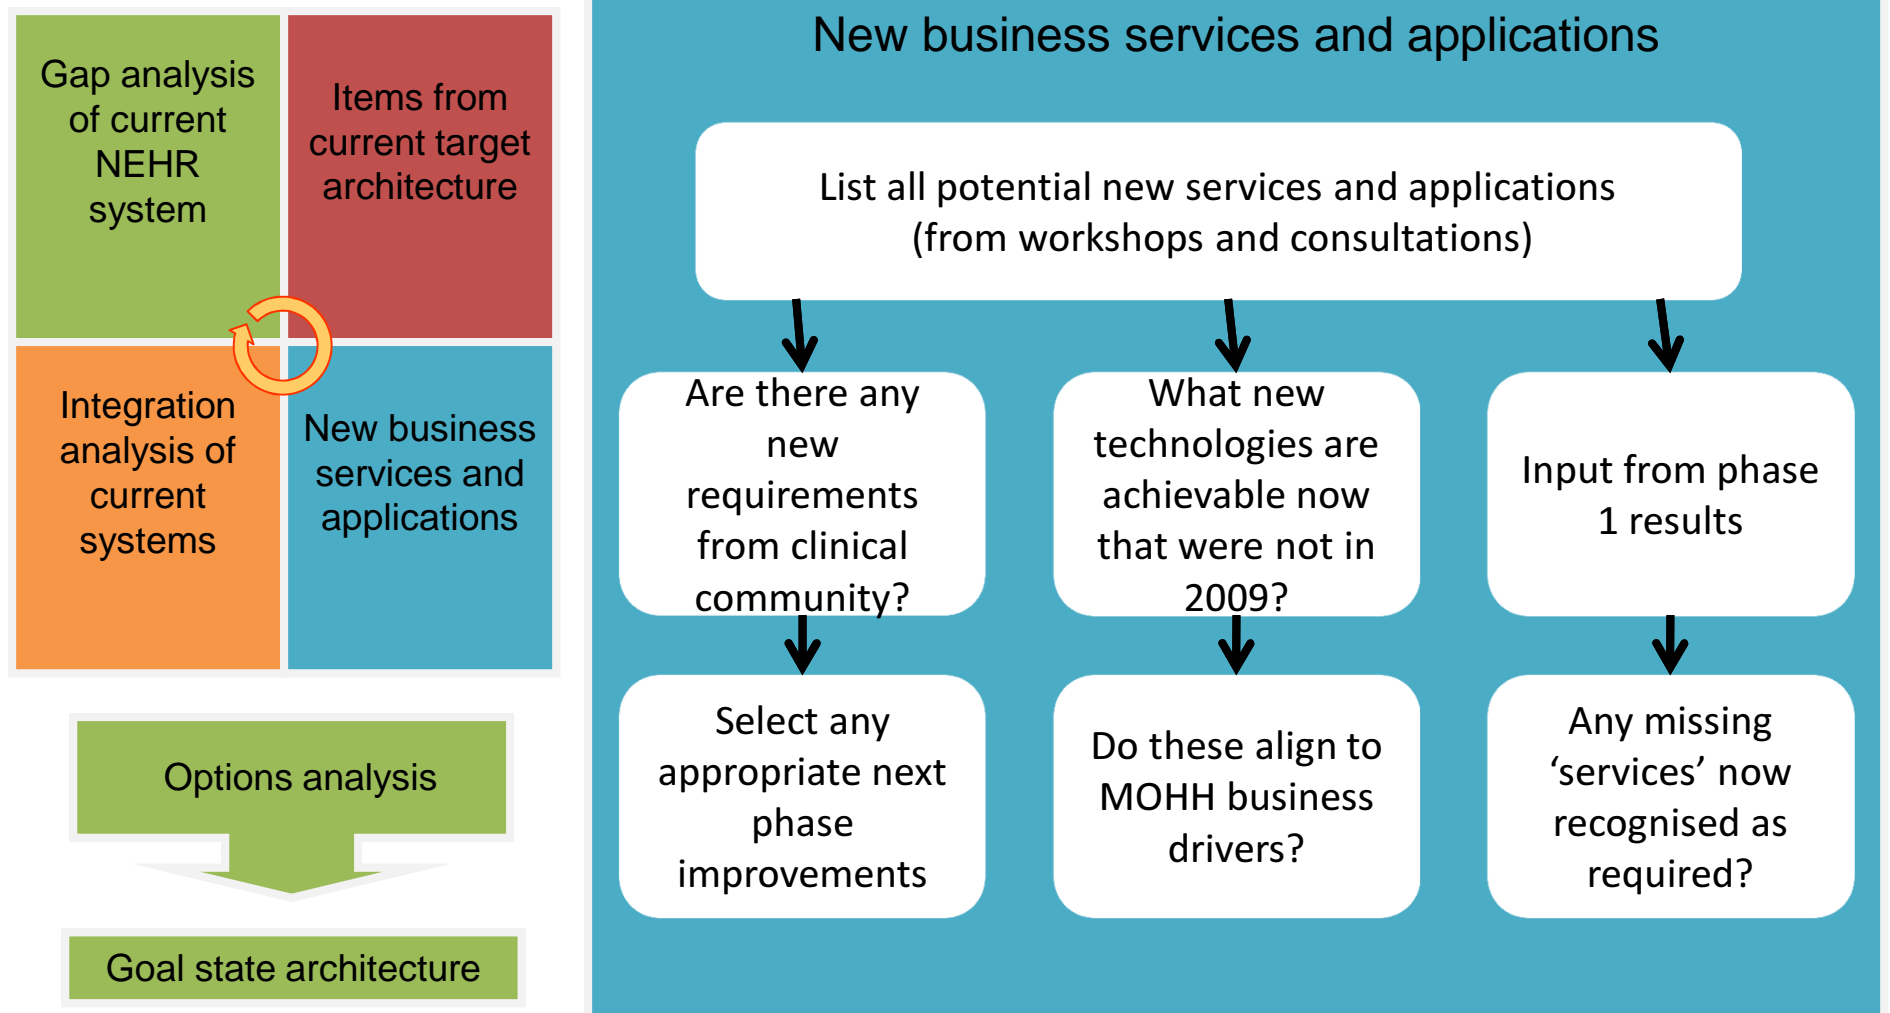 Gap analysis
of current
NEHR
system
Items from
current target
architecture
Integration
analysis of
current
systems
New business
services and
applications
Options analysis
Goal state architecture
New business services and applications
List all potential new services and applications
(from workshops and consultations)
Are there any
new
requirements
from clinical
community?
What new
technologies are
achievable now
that were not in
2009?
Input from phase
1 results
Select any
appropriate next
phase
improvements
Do these align to
MOHH business
drivers?
Any missing
‘services’ now
recognised as
required?